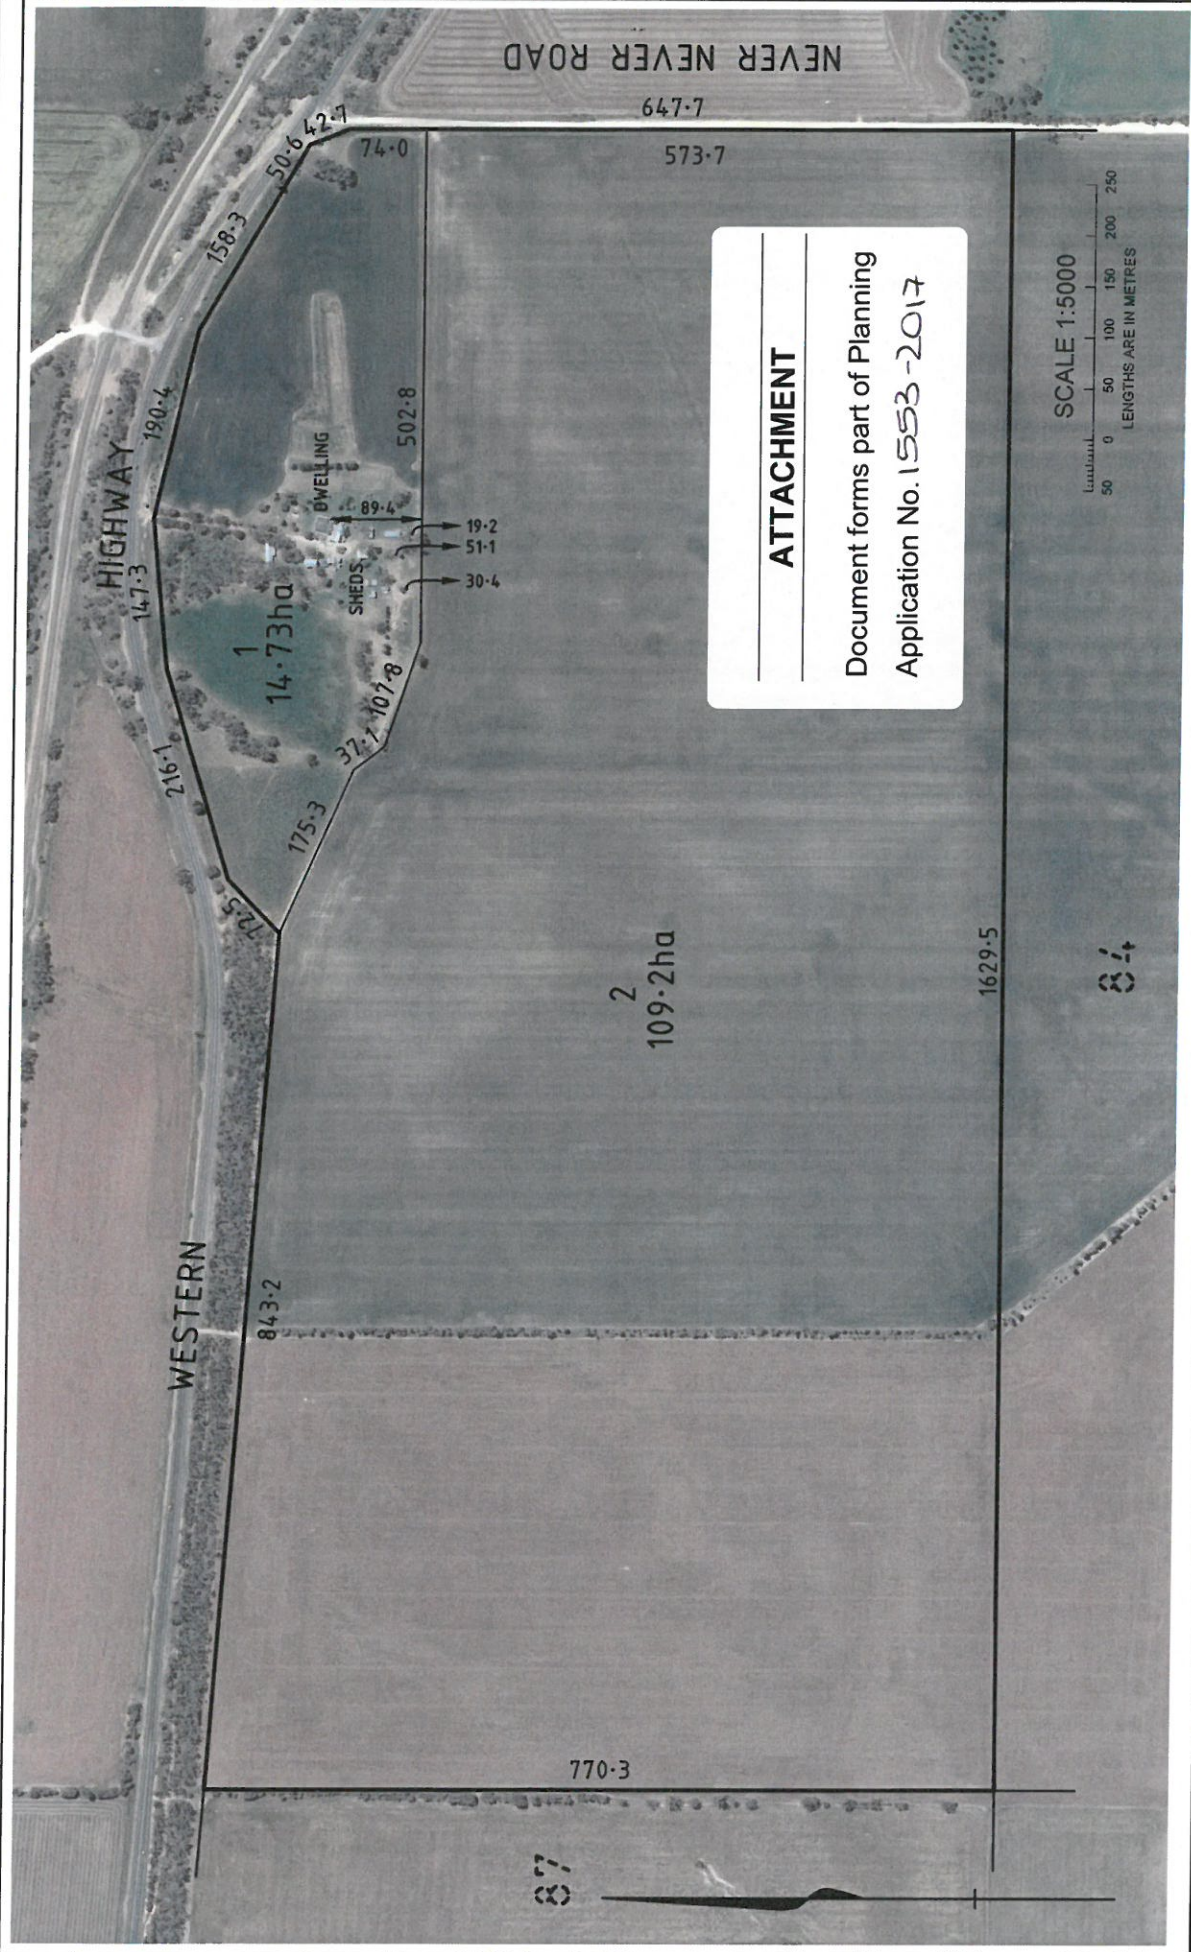 NEVER NEVER ROAD
647·7
42·7
50·6
74·0
573·7
158·3
190·4
HIGHWAY
147·3
216·1
72·5
502·8
DWELLING
89·4
19·2
51·1
30·4
SHEDS
1
14·73ha
107·8
37·1
175·3
ATTACHMENT
Document forms part of Planning
Application No. 1553-2017
SCALE 1:5000
50 0 50 100 150 200 250
LENGTHS ARE IN METRES
2
109·2ha
1629·5
84
WESTERN
843·2
770·3
87